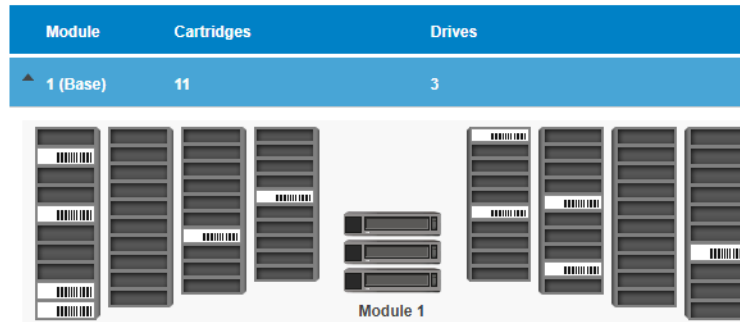 Module Cartridges Drives
1 (Base) 11 3
Module 1